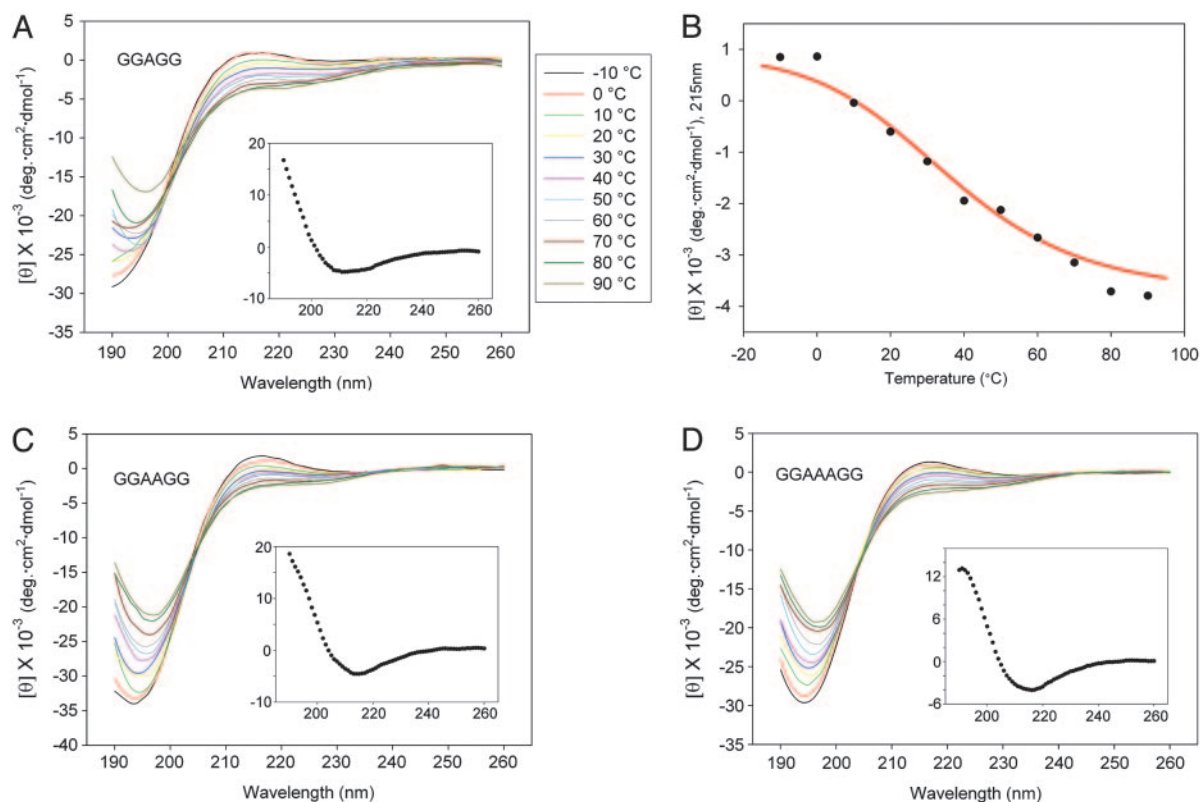 A
GGAGG
[θ] X 10⁻³ (deg.·cm²·dmol⁻¹)
5
0
-5
-10
-15
-20
-25
-30
-35
190 200 210 220 230 240 250 260
Wavelength (nm)
20
10
0
-10
200 220 240 260
-10 °C
0 °C
10 °C
20 °C
30 °C
40 °C
50 °C
60 °C
70 °C
80 °C
90 °C
B
[θ] X 10⁻³ (deg.·cm²·dmol⁻¹), 215nm
1
0
-1
-2
-3
-4
-20 0 20 40 60 80 100
Temperature (°C)
C
GGAAGG
[θ] X 10⁻³ (deg.·cm²·dmol⁻¹)
5
0
-5
-10
-15
-20
-25
-30
-35
-40
190 200 210 220 230 240 250 260
Wavelength (nm)
20
10
0
-10
200 220 240 260
D
GGAAAGG
[θ] X 10⁻³ (deg.·cm²·dmol⁻¹)
5
0
-5
-10
-15
-20
-25
-30
-35
190 200 210 220 230 240 250 260
Wavelength (nm)
12
6
0
-6
200 220 240 260